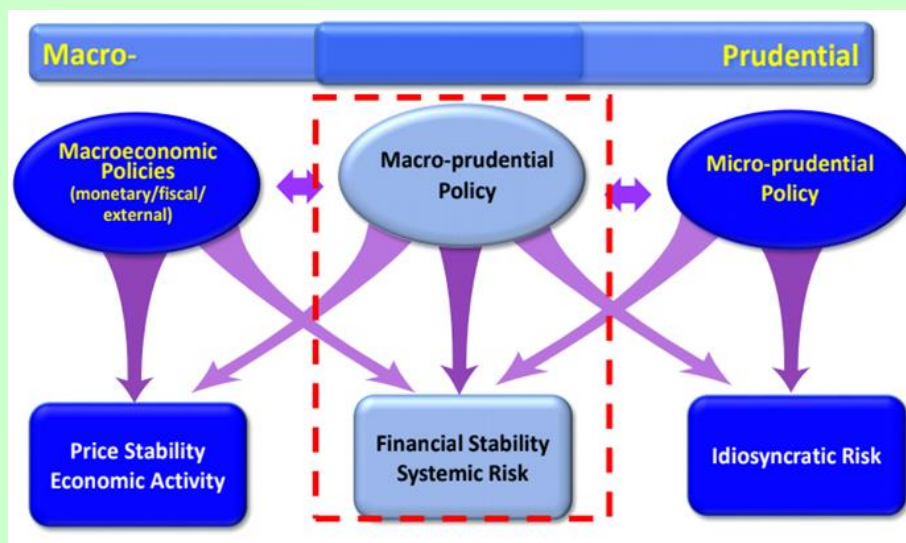 Macro-
Prudential
Macroeconomic
Policies
(monetary/fiscal/
external)
Macro-prudential
Policy
Micro-prudential
Policy
Price Stability
Economic Activity
Financial Stability
Systemic Risk
Idiosyncratic Risk